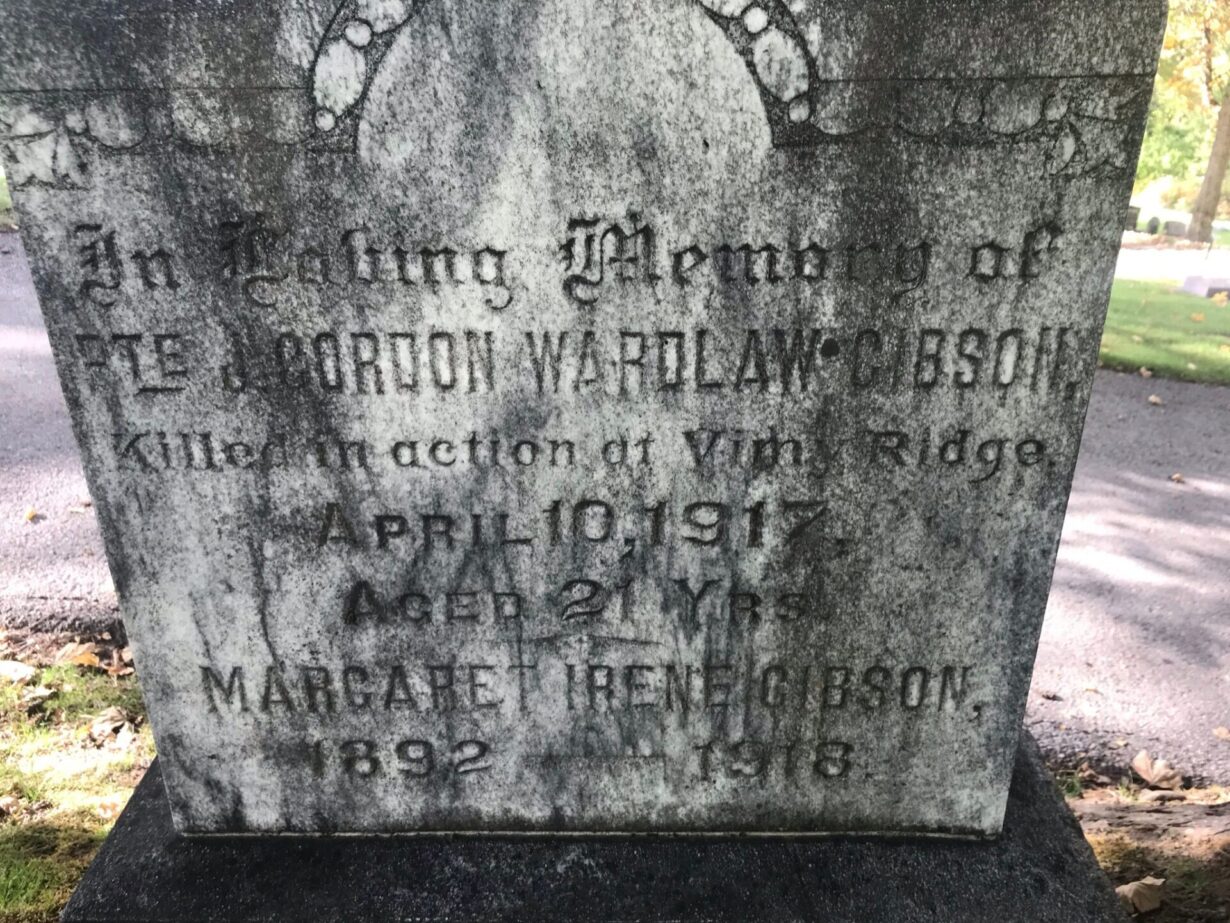 In Loving Memory of
PTE J. GORDON WARDLAW GIBSON,
Killed in action at Vimy Ridge.
APRIL 10, 1917.
AGED 21 YRS
MARGARET IRENE GIBSON,
1892 — 1918.